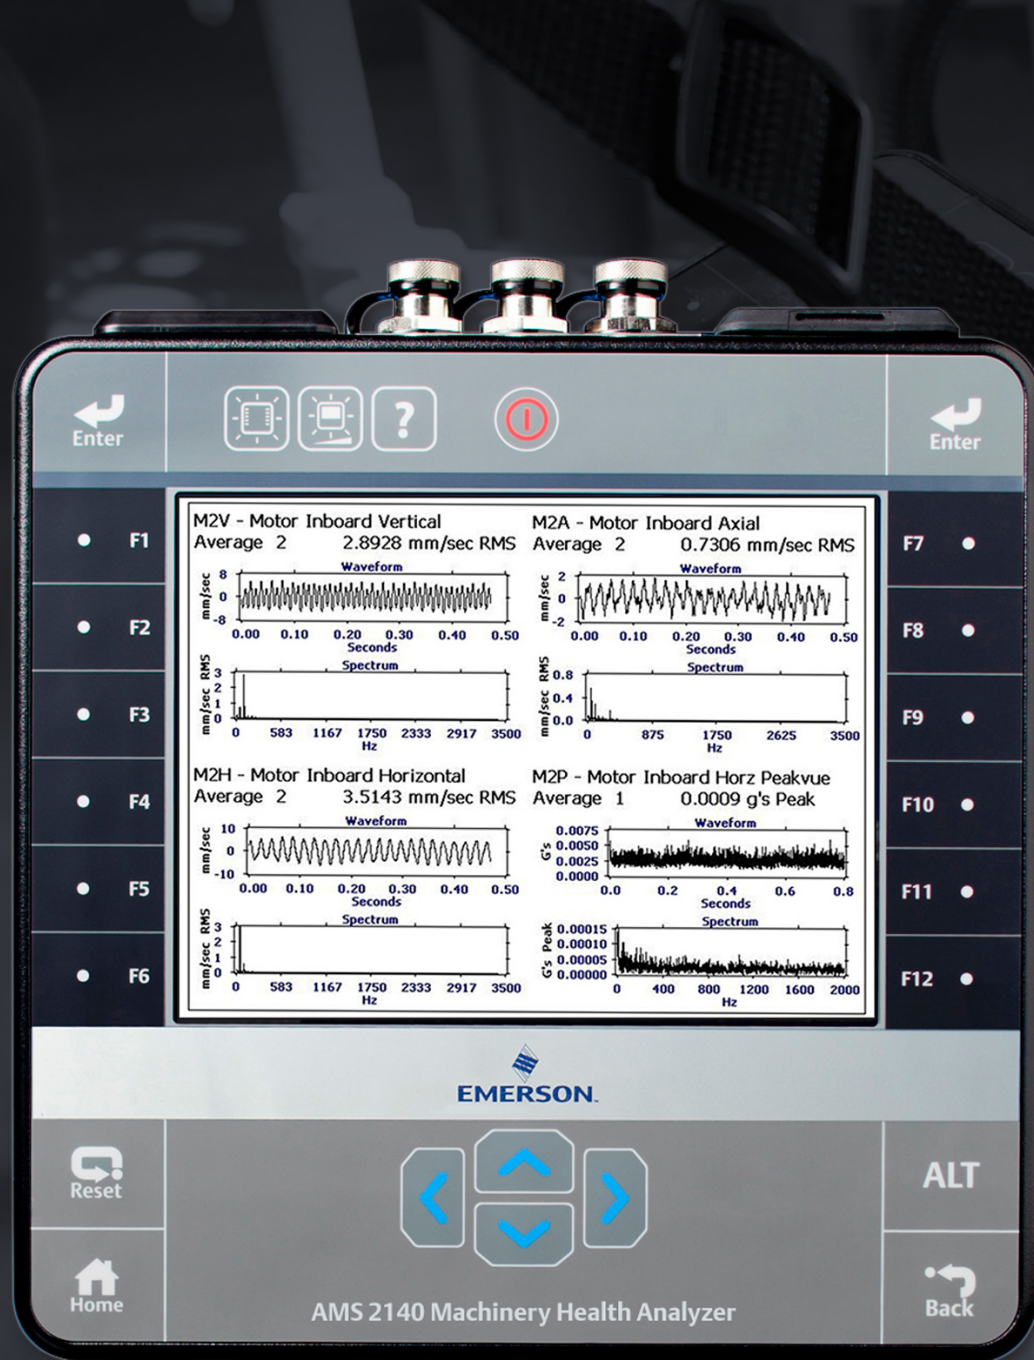 Enter
?
Enter
F1
F2
F3
F4
F5
F6
M2V - Motor Inboard Vertical
Average 2 2.8928 mm/sec RMS
Waveform
mm/sec
8
0
-8
0.00 0.10 0.20 0.30 0.40 0.50
Seconds
Spectrum
mm/sec RMS
3
2
1
0
0 583 1167 1750 2333 2917 3500
Hz
M2A - Motor Inboard Axial
Average 2 0.7306 mm/sec RMS
Waveform
mm/sec
2
0
-2
0.00 0.10 0.20 0.30 0.40 0.50
Seconds
Spectrum
mm/sec RMS
0.8
0.4
0.0
0 875 1750 2625 3500
Hz
M2H - Motor Inboard Horizontal
Average 2 3.5143 mm/sec RMS
Waveform
mm/sec
10
0
-10
0.00 0.10 0.20 0.30 0.40 0.50
Seconds
Spectrum
mm/sec RMS
3
2
1
0
0 583 1167 1750 2333 2917 3500
Hz
M2P - Motor Inboard Horz Peakvue
Average 1 0.0009 g's Peak
Waveform
G's
0.0075
0.0050
0.0025
0.0000
0.0 0.2 0.4 0.6 0.8
Seconds
Spectrum
G's Peak
0.00015
0.00010
0.00005
0.00000
0 400 800 1200 1600 2000
Hz
F7
F8
F9
F10
F11
F12
EMERSON
Reset
ALT
Home
AMS 2140 Machinery Health Analyzer
Back